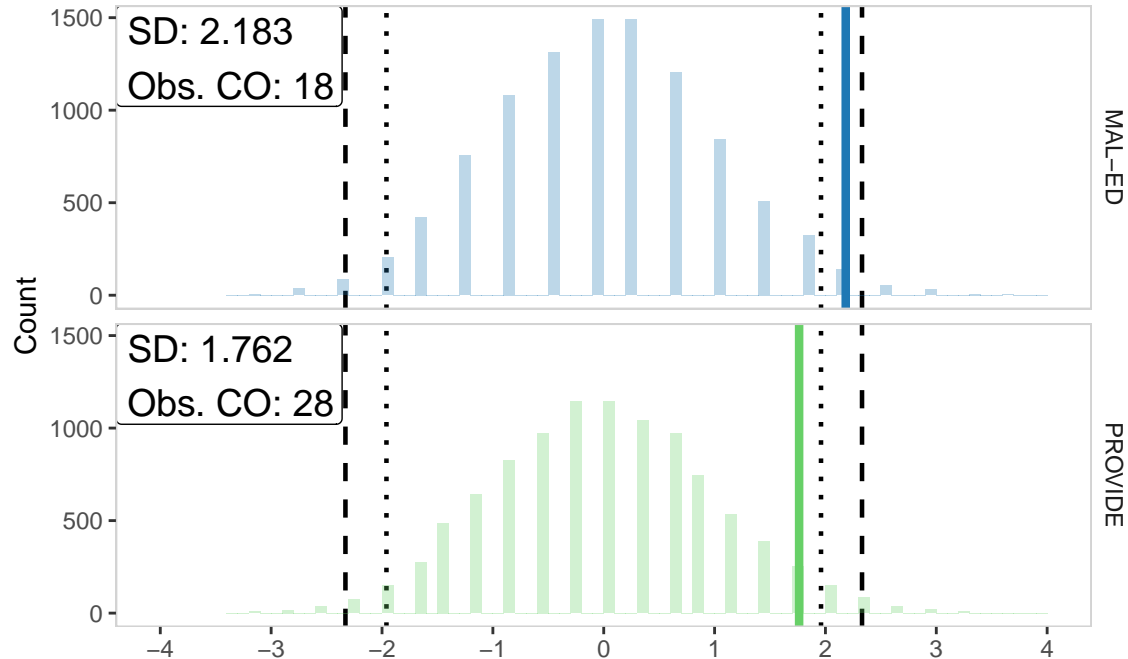 Count
1500
1000
500
0
SD: 2.183
Obs. CO: 18
MAL−ED
1500
1000
500
0
SD: 1.762
Obs. CO: 28
PROVIDE
−4 −3 −2 −1 0 1 2 3 4